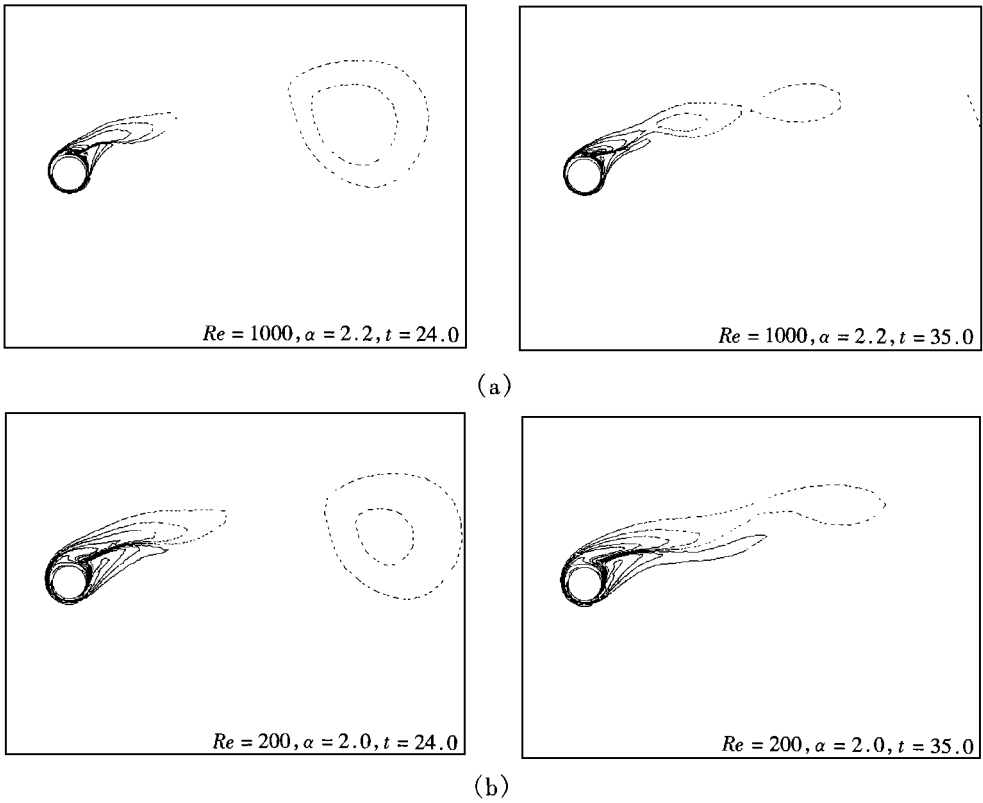 Re = 1000, α = 2.2, t = 24.0
Re = 1000, α = 2.2, t = 35.0
(a)
Re = 200, α = 2.0, t = 24.0
Re = 200, α = 2.0, t = 35.0
(b)